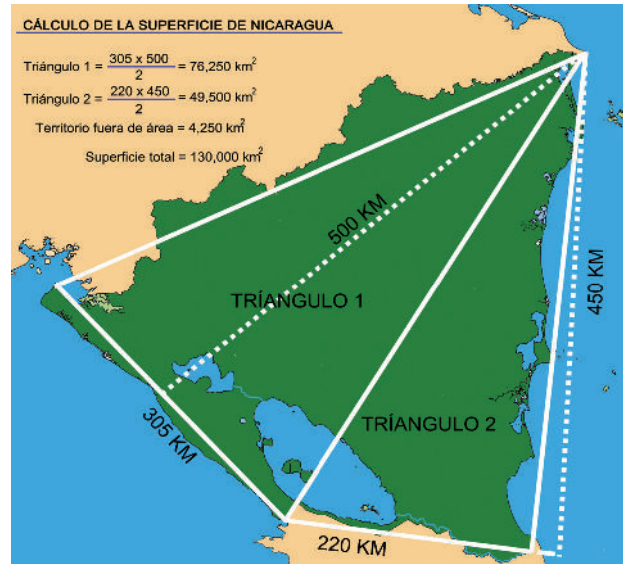 CÁLCULO DE LA SUPERFICIE DE NICARAGUA
Triángulo 1 = 305 x 500 / 2 = 76,250 km²
Triángulo 2 = 220 x 450 / 2 = 49,500 km²
Territorio fuera de área = 4,250 km²
Superficie total = 130,000 km²
500 KM
450 KM
TRÍANGULO 1
305 KM
TRÍANGULO 2
220 KM